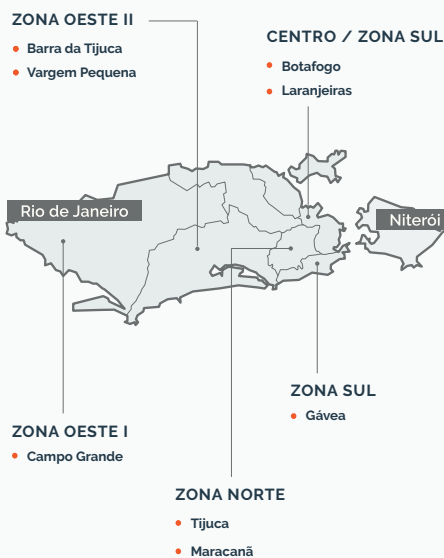 ZONA OESTE II
Barra da Tijuca
Vargem Pequena
CENTRO / ZONA SUL
Botafogo
Laranjeiras
Rio de Janeiro
Niterói
ZONA SUL
Gávea
ZONA OESTE I
Campo Grande
ZONA NORTE
Tijuca
Maracanã